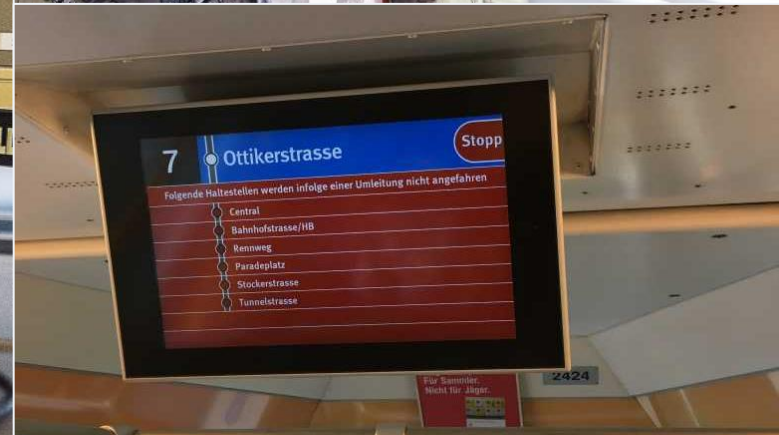 7
Ottikerstrasse
Stopp
Folgende Haltestellen werden infolge einer Umleitung nicht angefahren
Central
Bahnhofstrasse/HB
Rennweg
Paradeplatz
Stockerstrasse
Tunnelstrasse
Für Sammler.
Nicht für Jäger.
2424